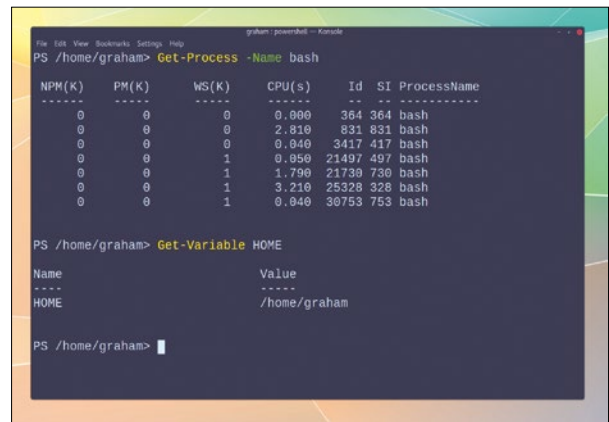 graham : powershell — Konsole
File Edit View Bookmarks Settings Help
PS /home/graham> Get-Process -Name bash
NPM(K) PM(K) WS(K) CPU(s) Id SI ProcessName
------ ----- ----- ------ -- -- -----------
0 0 0 0.000 364 364 bash
0 0 0 2.810 831 831 bash
0 0 0 0.040 3417 417 bash
0 0 1 0.050 21497 497 bash
0 0 1 1.790 21730 730 bash
0 0 1 3.210 25328 328 bash
0 0 1 0.040 30753 753 bash
PS /home/graham> Get-Variable HOME
Name Value
---- -----
HOME /home/graham
PS /home/graham>